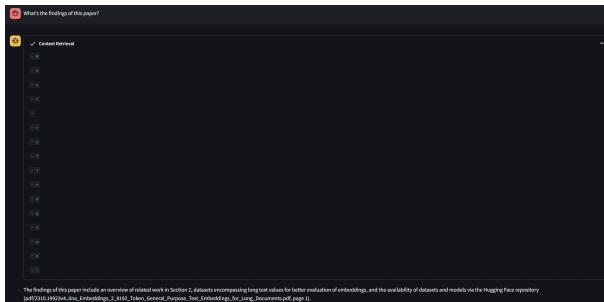 What's the findings of this paper?
Context Retrieval
The findings of this paper include an overview of related work in Section 2, datasets encompassing long text values for better evaluation of embeddings, and the availability of datasets and models via the Hugging Face repository
(pdf/2310.19923v4.Jina_Embeddings_2_8192_Token_General_Purpose_Text_Embeddings_for_Long_Documents.pdf, page 1).